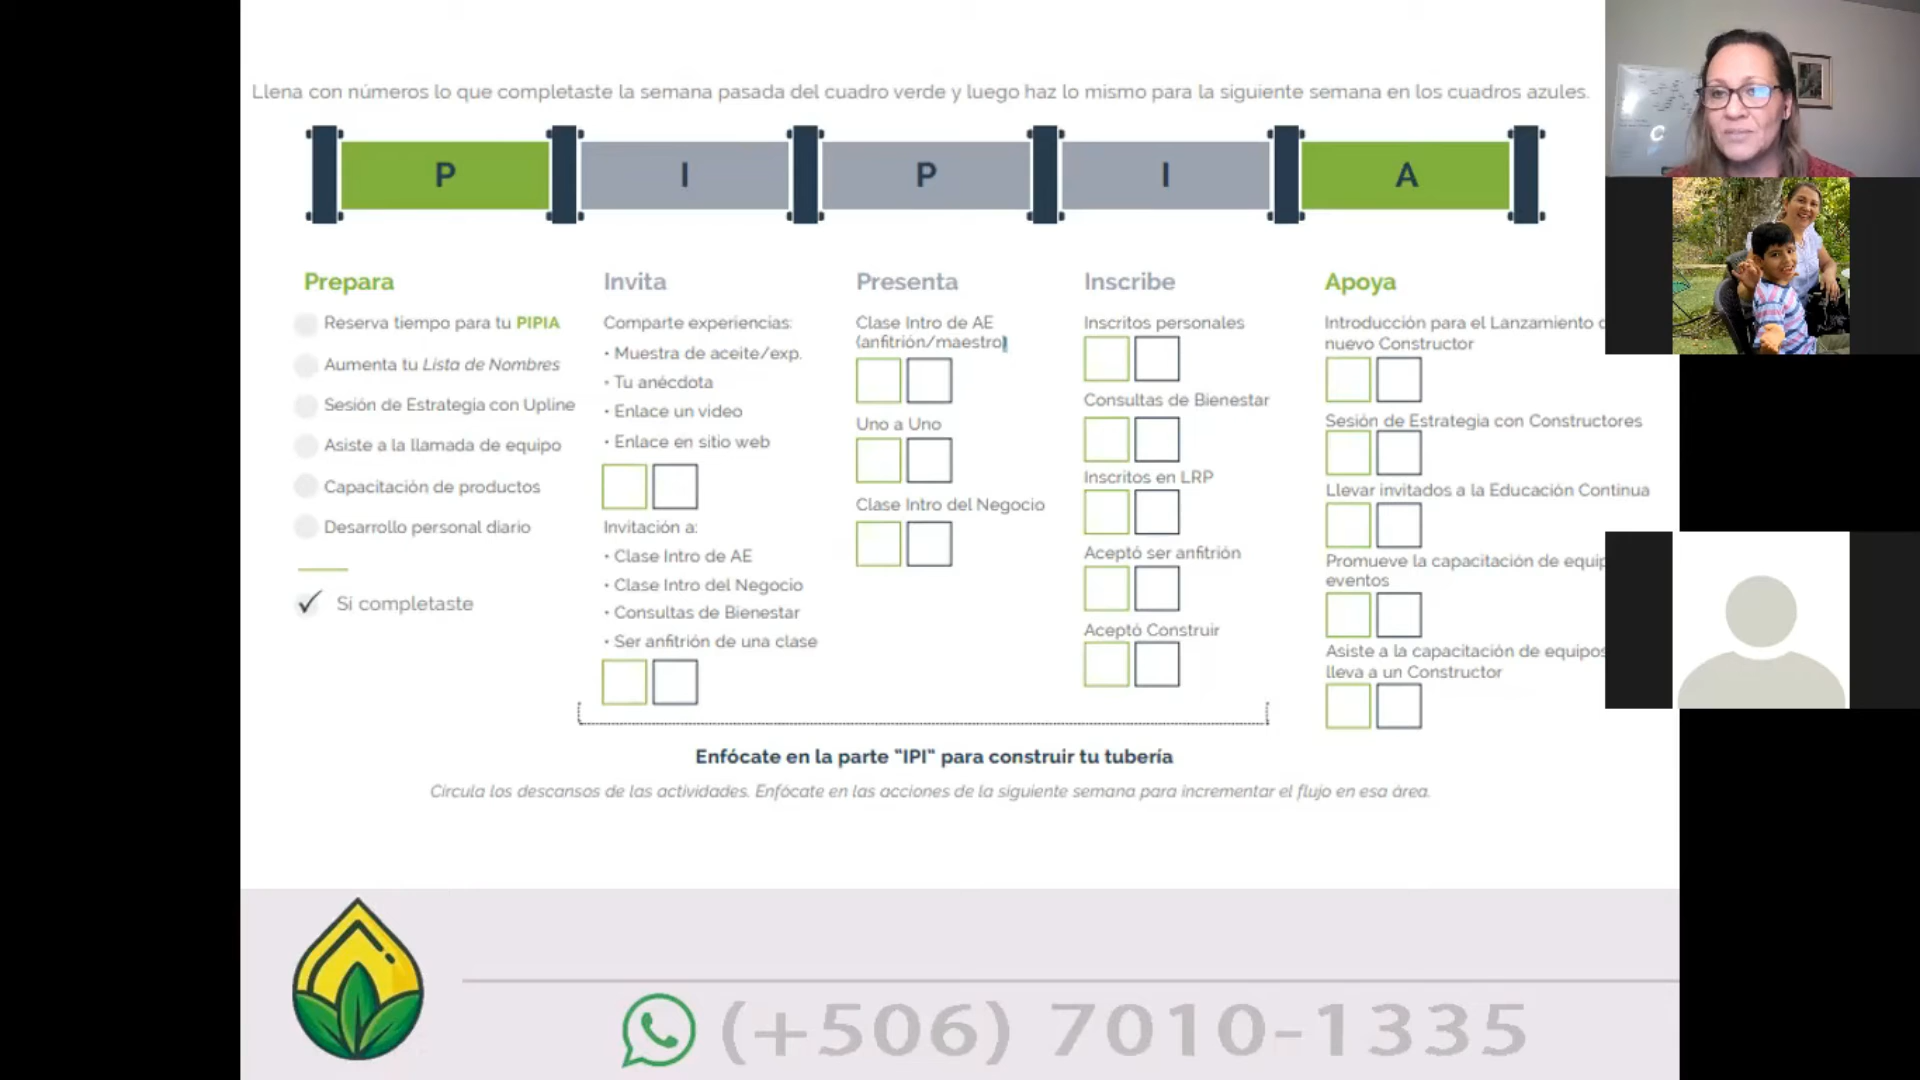 Llena con números lo que completaste la semana pasada del cuadro verde y luego haz lo mismo para la siguiente semana en los cuadros azules.
P I P I A
Prepara
Reserva tiempo para tu PIPIA
Aumenta tu Lista de Nombres
Sesión de Estrategia con Upline
Asiste a la llamada de equipo
Capacitación de productos
Desarrollo personal diario
Si completaste
Invita
Comparte experiencias:
• Muestra de aceite/exp.
• Tu anécdota
• Enlace un video
• Enlace en sitio web
Invitación a:
• Clase Intro de AE
• Clase Intro del Negocio
• Consultas de Bienestar
• Ser anfitrión de una clase
Presenta
Clase Intro de AE
(anfitrión/maestro)
Uno a Uno
Clase Intro del Negocio
Inscribe
Inscritos personales
Consultas de Bienestar
Inscritos en LRP
Aceptó ser anfitrión
Aceptó Construir
Apoya
Introducción para el Lanzamiento
nuevo Constructor
Sesión de Estrategia con Constructores
Llevar invitados a la Educación Continua
Promueve la capacitación de equip
eventos
Asiste a la capacitación de equipos
lleva a un Constructor
Enfócate en la parte "IPI" para construir tu tubería
Circula los descansos de las actividades. Enfócate en las acciones de la siguiente semana para incrementar el flujo en esa área.
(+506) 7010-1335
C